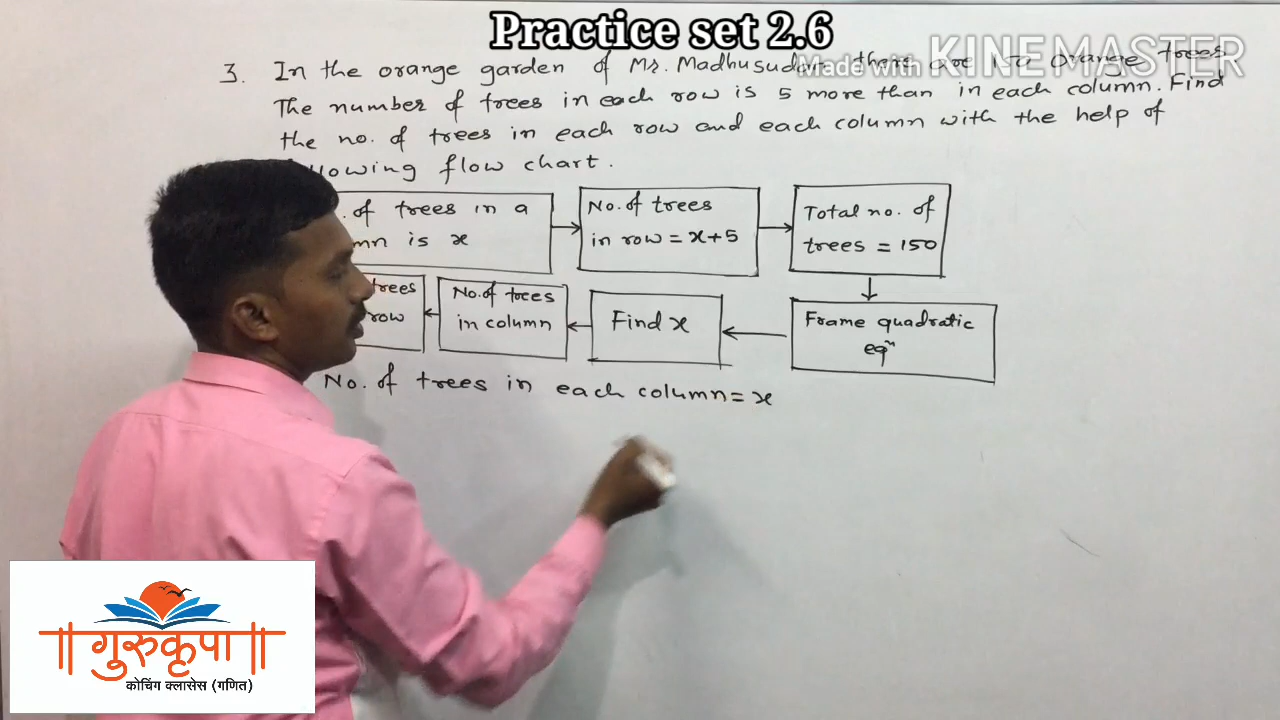 Practice set 2.6
Made with KINEMASTER
3. In the orange garden of Mr. Madhusudan there are 150 orange trees
The number of trees in each row is 5 more than in each column. Find
the no. of trees in each row and each column with the help of
lowing flow chart.
of trees in a
mn is x
No. of trees
in row = x+5
Total no. of
trees = 150
trees
row
No. of trees
in column
Find x
Frame quadratic
eqⁿ
No. of trees in each column = x
॥ गुरुकृपा ॥
कोचिंग क्लासेस (गणित)